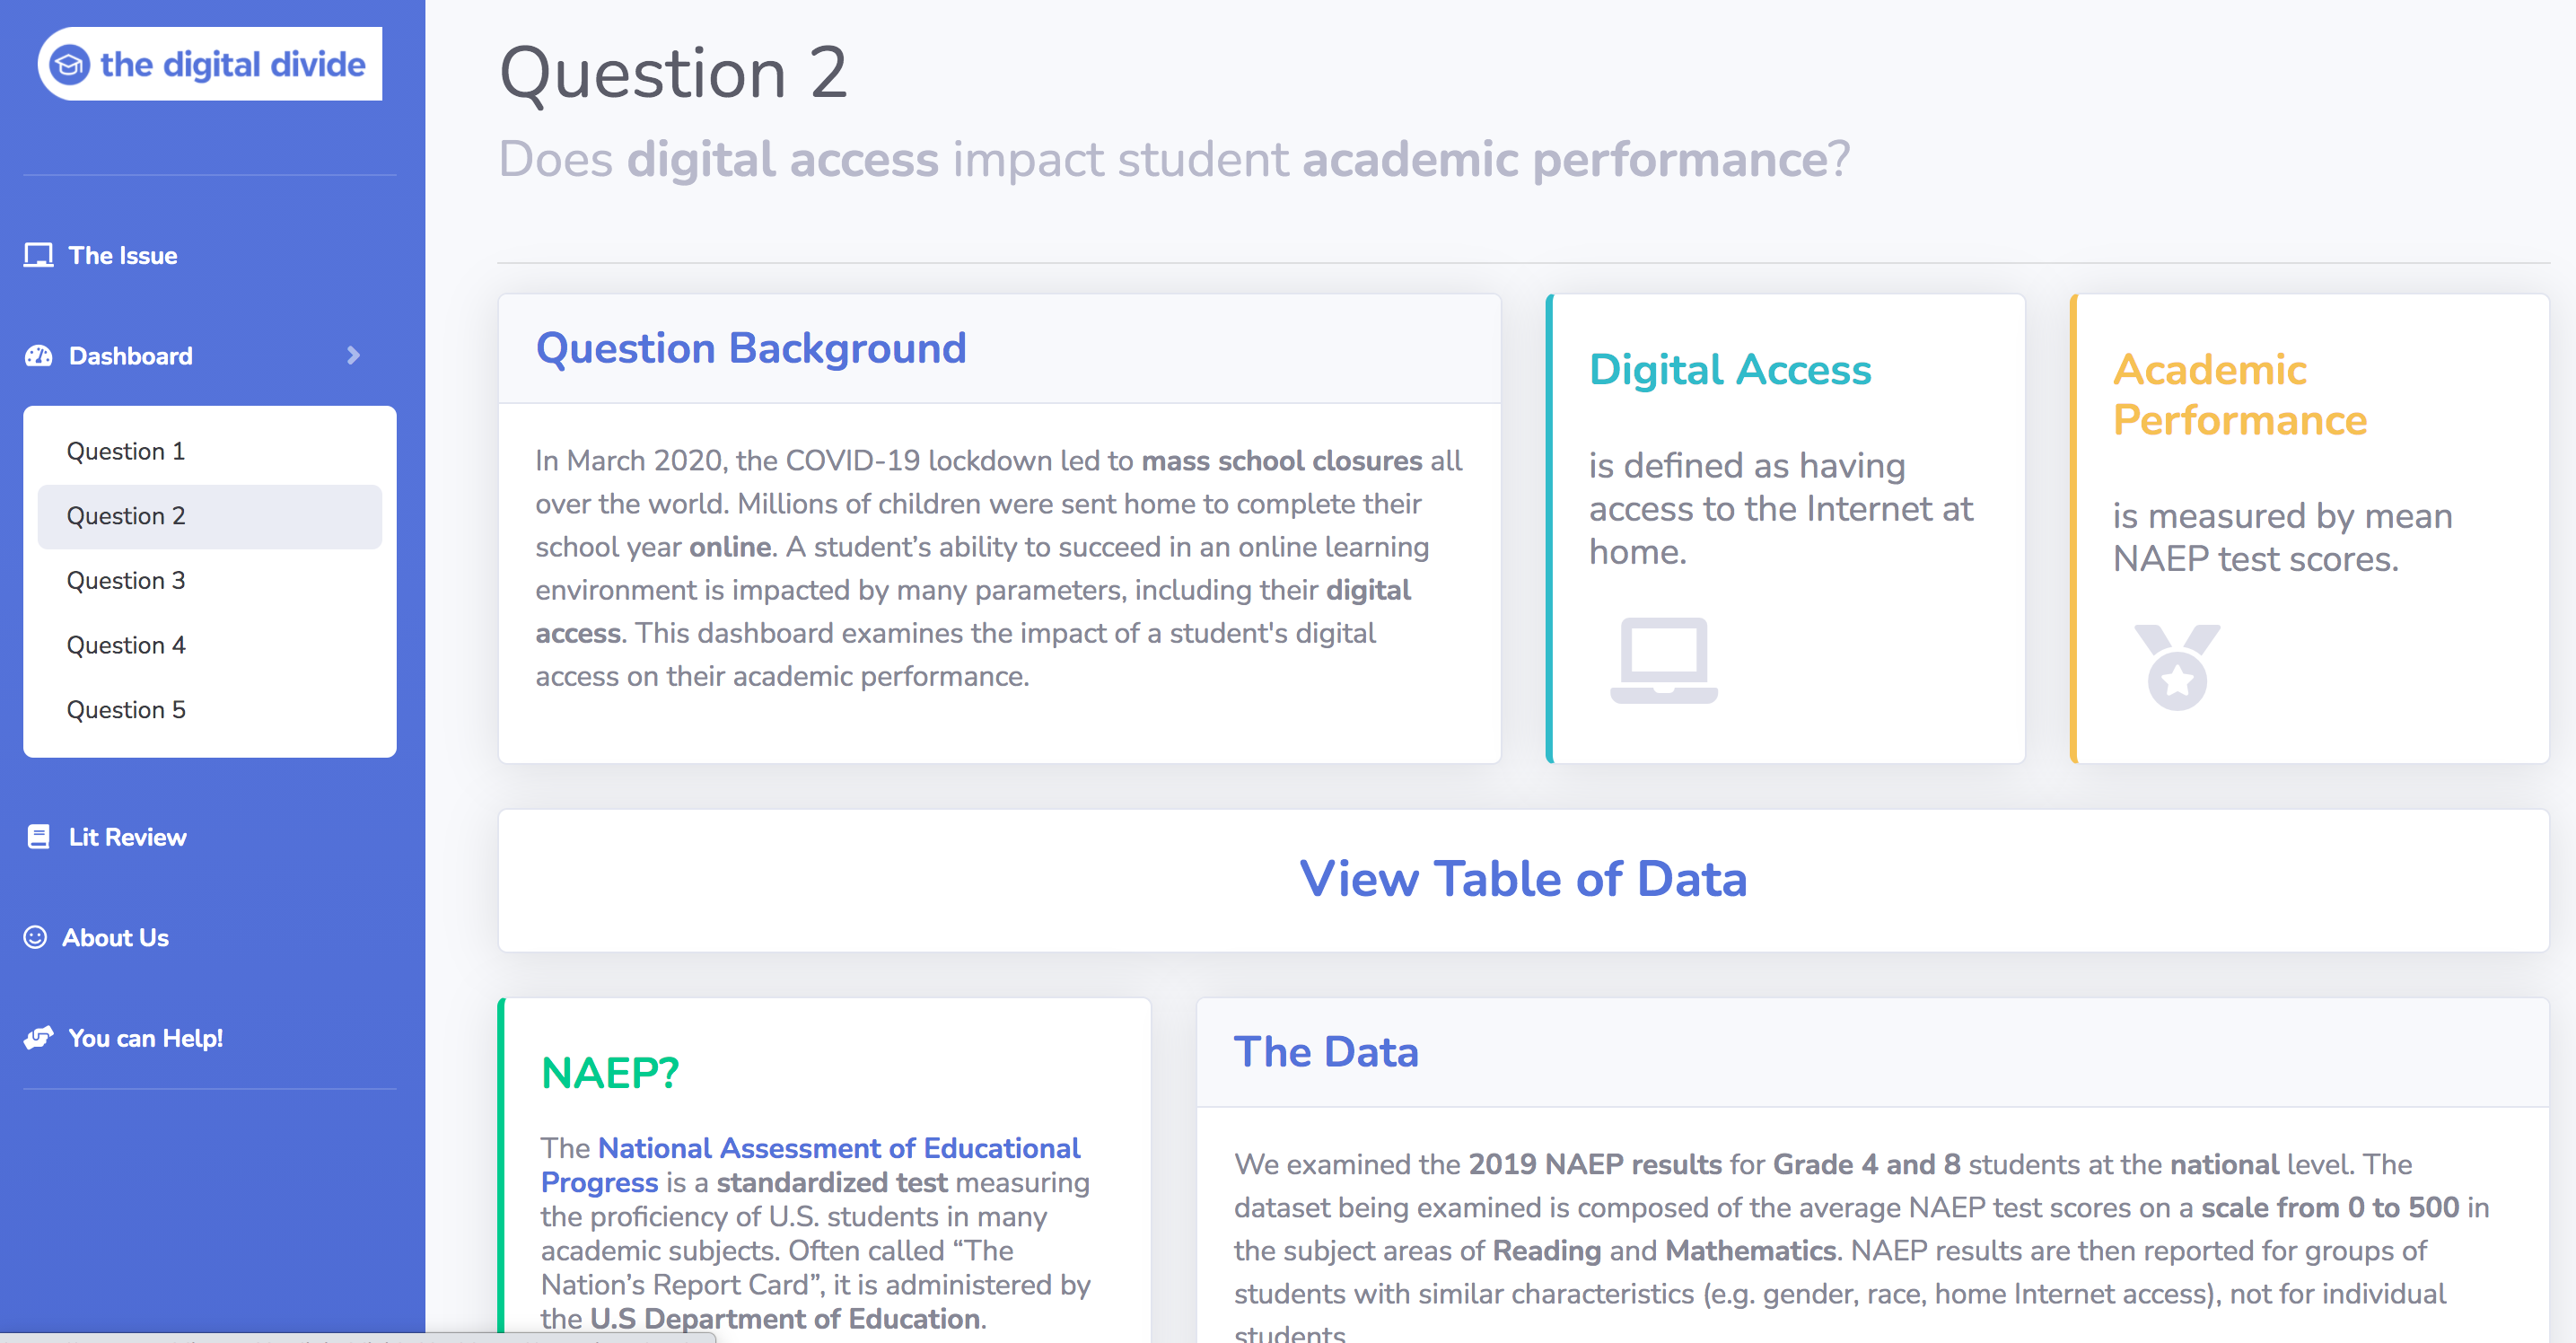 the digital divide
The Issue
Dashboard
Question 1
Question 2
Question 3
Question 4
Question 5
Lit Review
About Us
You can Help!
Question 2
Does digital access impact student academic performance?
Question Background
In March 2020, the COVID-19 lockdown led to mass school closures all
over the world. Millions of children were sent home to complete their
school year online. A student’s ability to succeed in an online learning
environment is impacted by many parameters, including their digital
access. This dashboard examines the impact of a student's digital
access on their academic performance.
Digital Access
is defined as having
access to the Internet at
home.
Academic
Performance
is measured by mean
NAEP test scores.
View Table of Data
NAEP?
The National Assessment of Educational
Progress is a standardized test measuring
the proficiency of U.S. students in many
academic subjects. Often called “The
Nation’s Report Card”, it is administered by
the U.S Department of Education.
The Data
We examined the 2019 NAEP results for Grade 4 and 8 students at the national level. The
dataset being examined is composed of the average NAEP test scores on a scale from 0 to 500 in
the subject areas of Reading and Mathematics. NAEP results are then reported for groups of
students with similar characteristics (e.g. gender, race, home Internet access), not for individual
students.